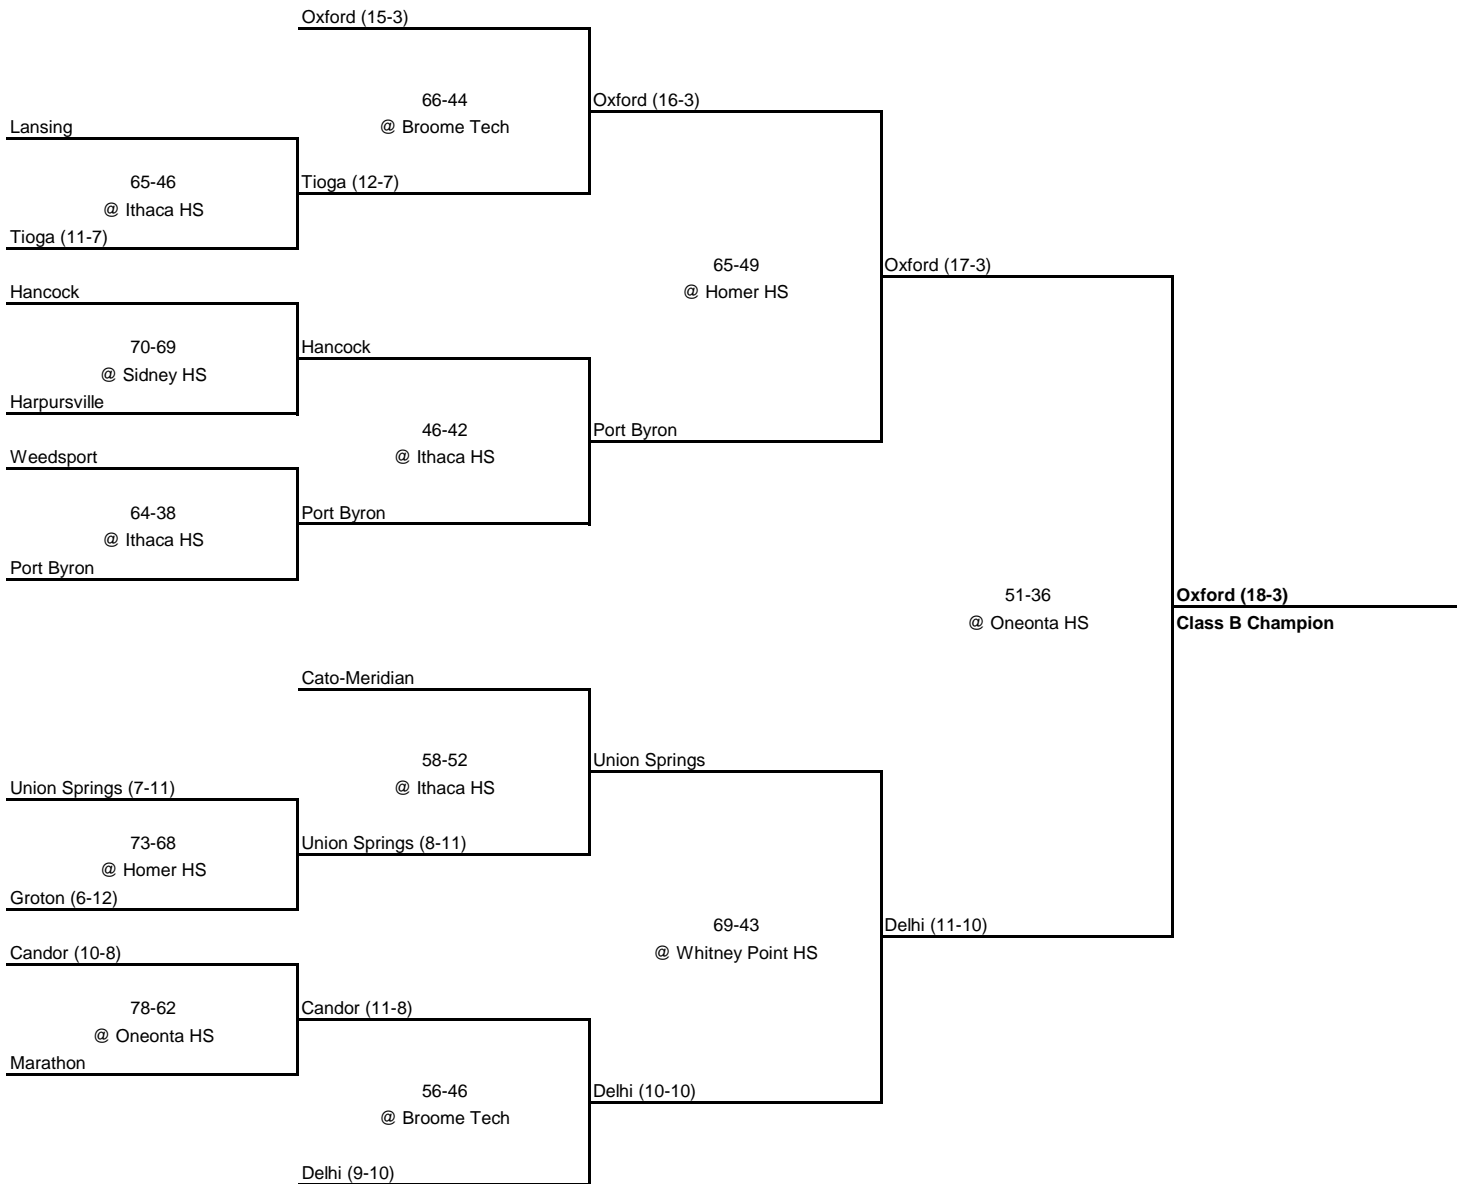 Oxford (15-3)
66-44
@ Broome Tech
Oxford (16-3)
Lansing
65-46
@ Ithaca HS
Tioga (12-7)
Tioga (11-7)
65-49
@ Homer HS
Oxford (17-3)
Hancock
70-69
@ Sidney HS
Hancock
Harpursville
46-42
@ Ithaca HS
Port Byron
Weedsport
64-38
@ Ithaca HS
Port Byron
Port Byron
51-36
@ Oneonta HS
Oxford (18-3)
Class B Champion
Cato-Meridian
58-52
@ Ithaca HS
Union Springs
Union Springs (7-11)
73-68
@ Homer HS
Union Springs (8-11)
Groton (6-12)
69-43
@ Whitney Point HS
Delhi (11-10)
Candor (10-8)
78-62
@ Oneonta HS
Candor (11-8)
Marathon
56-46
@ Broome Tech
Delhi (10-10)
Delhi (9-10)